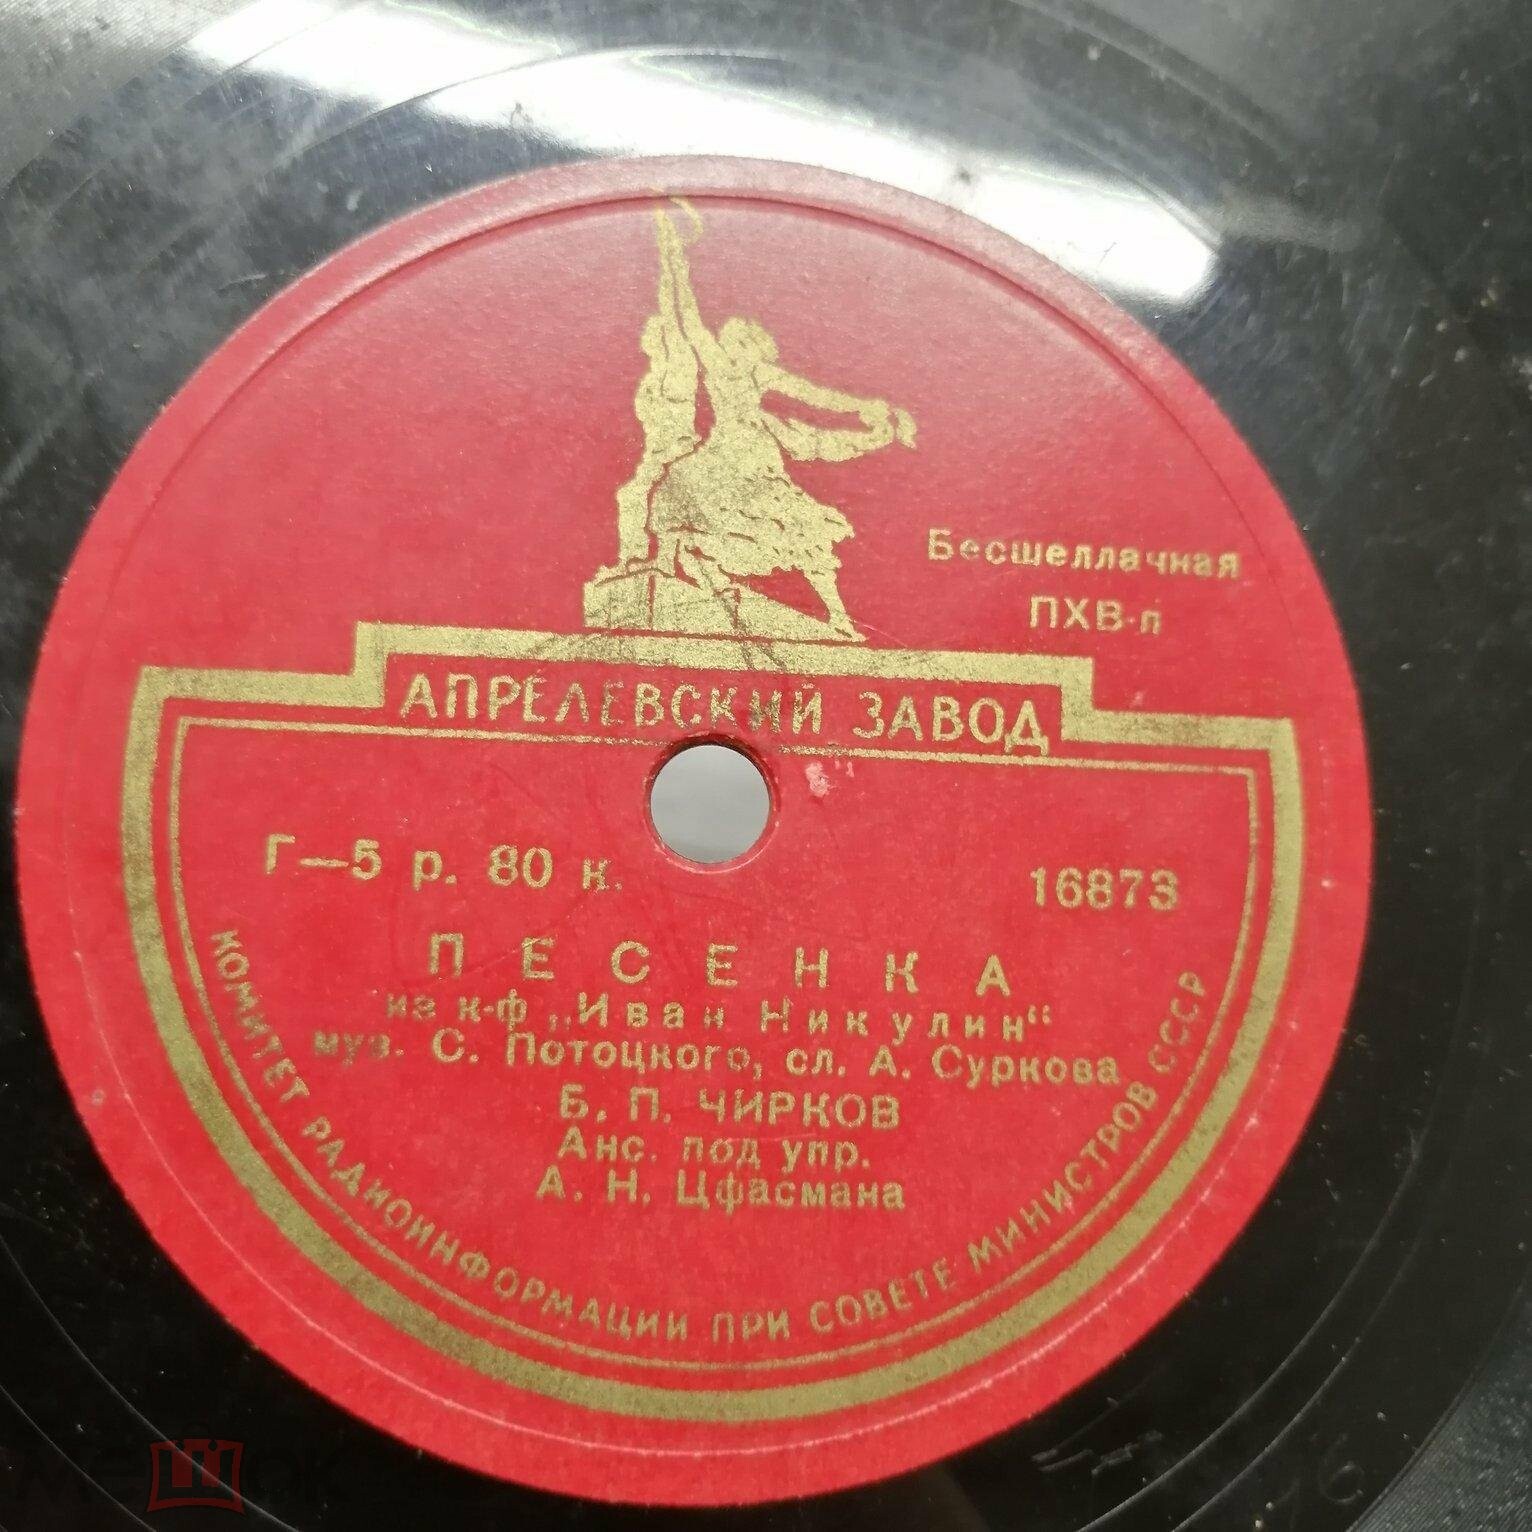 Бесшеллачная
ПХВ-п
АПРЕЛЕВСКИЙ ЗАВОД
Г—5 р. 80 к.
16873
ПЕСЕНКА
из к-ф „Иван Никулин“
муз. С. Потоцкого, сл. А. Суркова
Б. П. ЧИРКОВ
Анс. под упр.
А. Н. Цфасмана
КОМИТЕТ РАДИОИНФОРМАЦИИ ПРИ СОВЕТЕ МИНИСТРОВ СССР
мешок